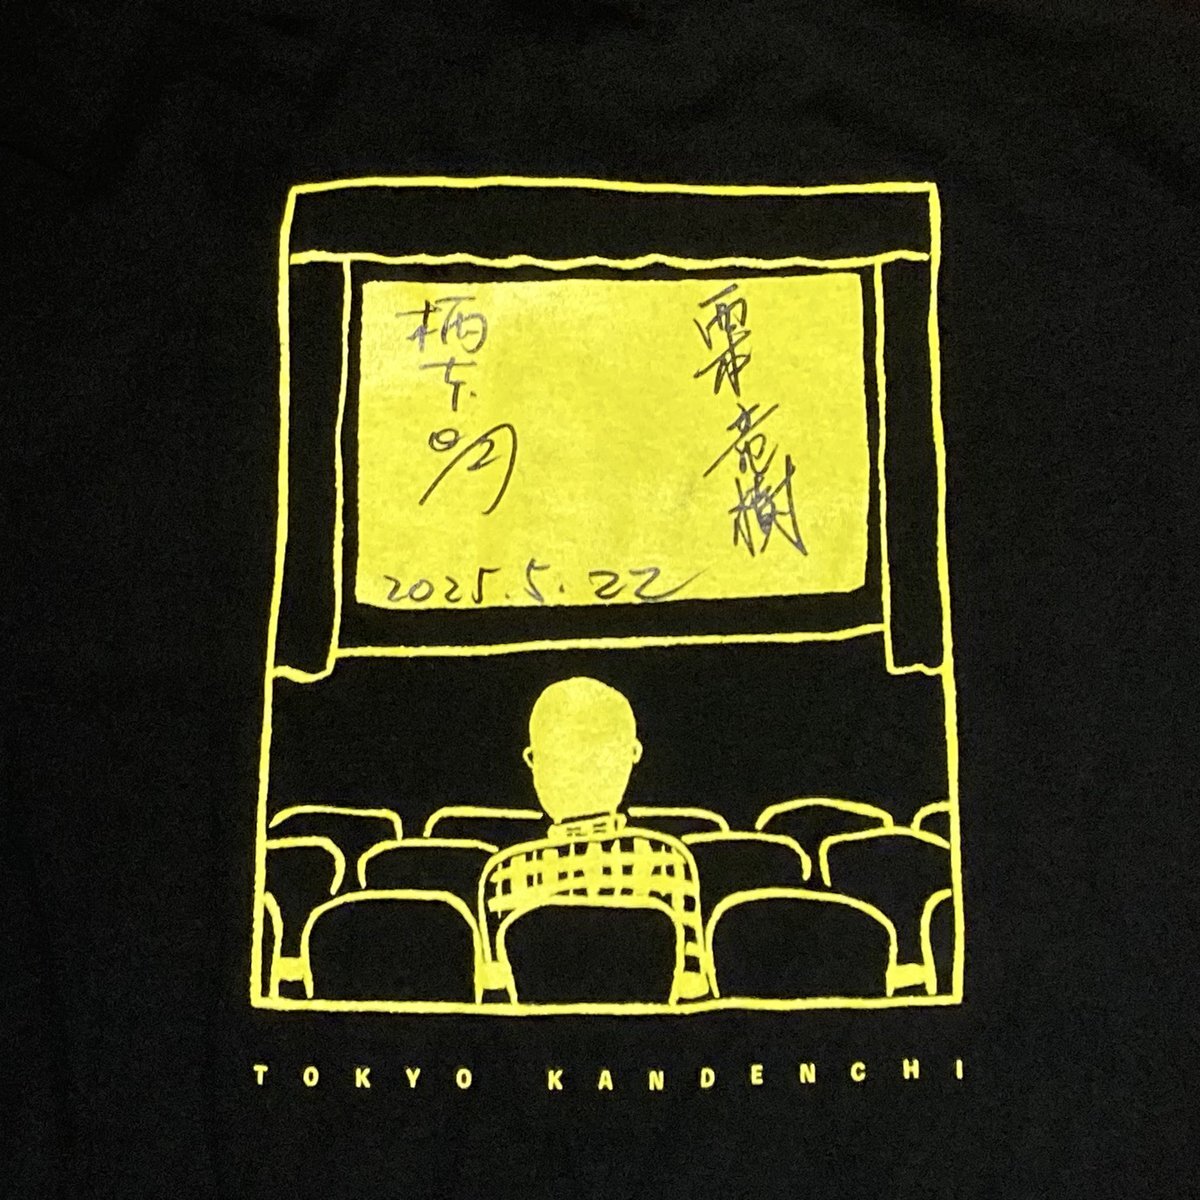 柄本明
2025.5.22
TOKYO KANDENCHI